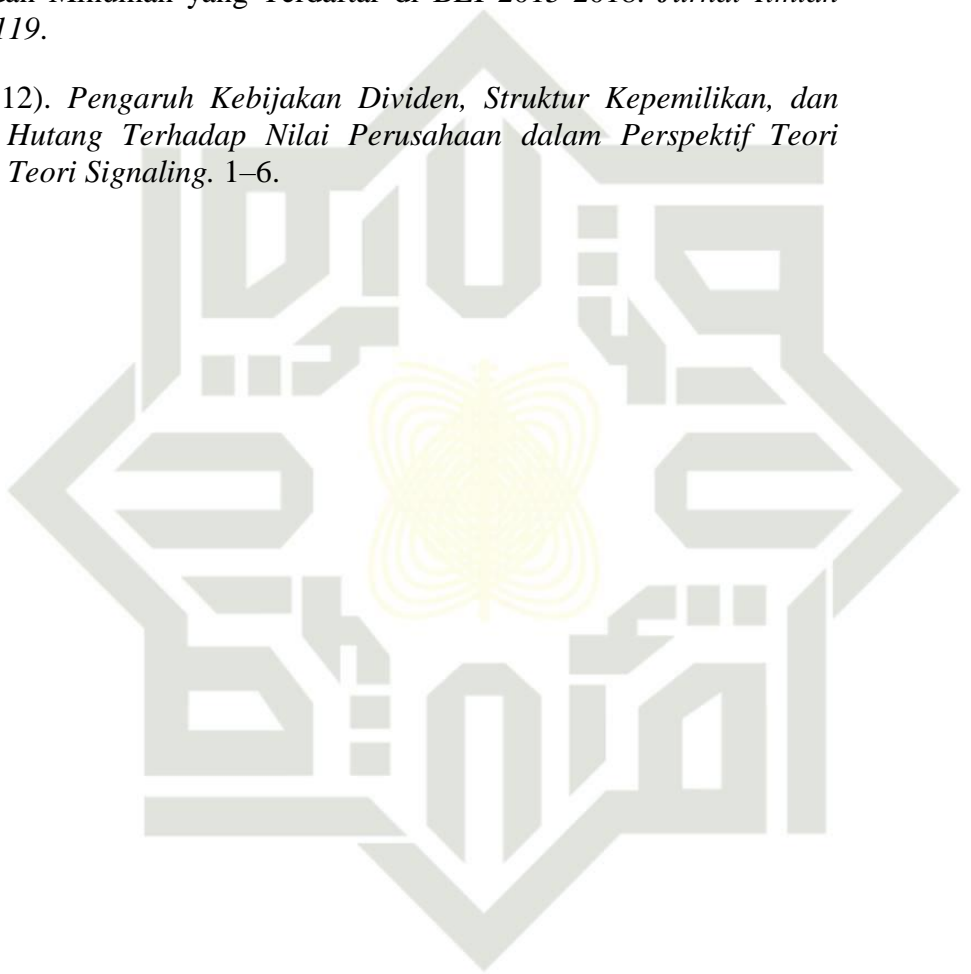 dan Minuman yang Terdaftar di BEI 2015-2018. Jurnal Ilmiah
119.
12). Pengaruh Kebijakan Dividen, Struktur Kepemilikan, dan
Hutang Terhadap Nilai Perusahaan dalam Perspektif Teori
Teori Signaling. 1–6.